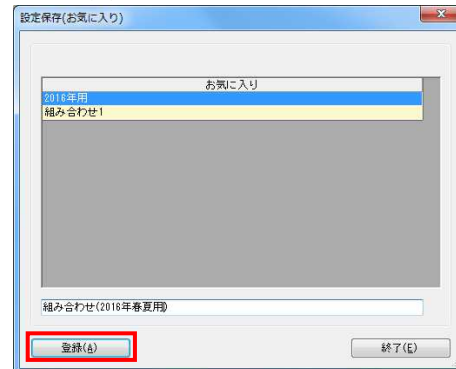 設定保存(お気に入り)
お気に入り
2016年用
組み合わせ1
組み合わせ(2016年春夏用)
登録(A)
終了(E)